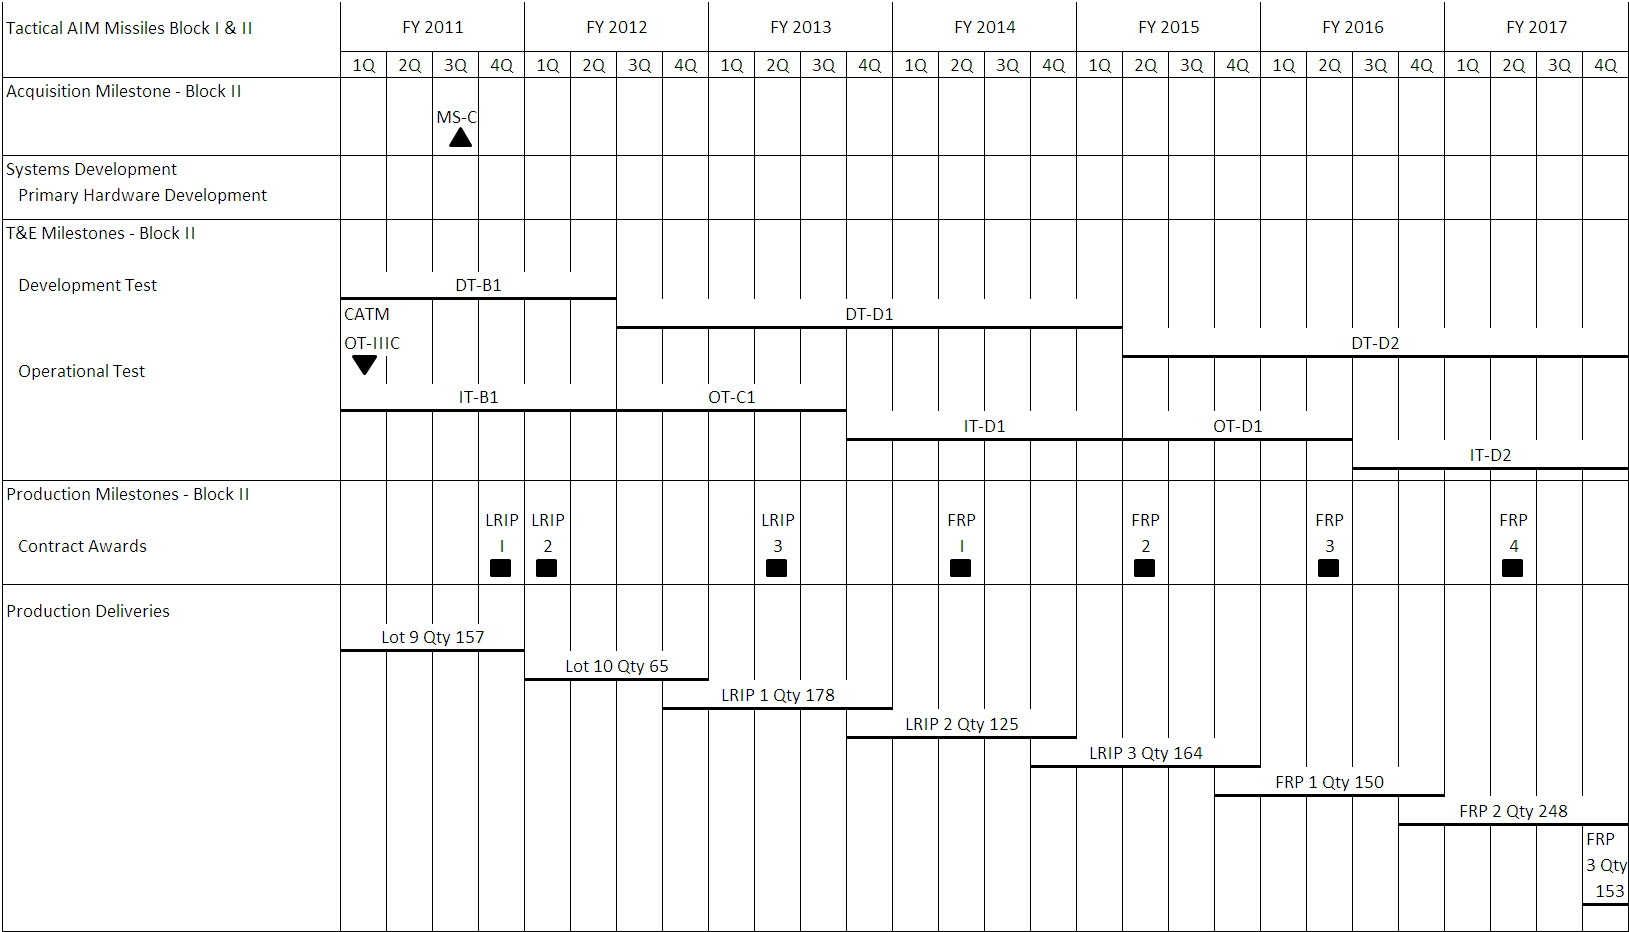 Tactical AIM Missiles Block I & II
FY 2011 FY 2012 FY 2013 FY 2014 FY 2015 FY 2016 FY 2017
1Q 2Q 3Q 4Q 1Q 2Q 3Q 4Q 1Q 2Q 3Q 4Q 1Q 2Q 3Q 4Q 1Q 2Q 3Q 4Q 1Q 2Q 3Q 4Q 1Q 2Q 3Q 4Q
Acquisition Milestone - Block II
MS-C
Systems Development
Primary Hardware Development
T&E Milestones - Block II
Development Test
DT-B1
CATM
DT-D1
OT-IIIC
DT-D2
Operational Test
IT-B1 OT-C1
IT-D1 OT-D1
IT-D2
Production Milestones - Block II
LRIP LRIP LRIP FRP FRP FRP FRP
Contract Awards
I 2 3 I 2 3 4
Production Deliveries
Lot 9 Qty 157
Lot 10 Qty 65
LRIP 1 Qty 178
LRIP 2 Qty 125
LRIP 3 Qty 164
FRP 1 Qty 150
FRP 2 Qty 248
FRP
3 Qty
153